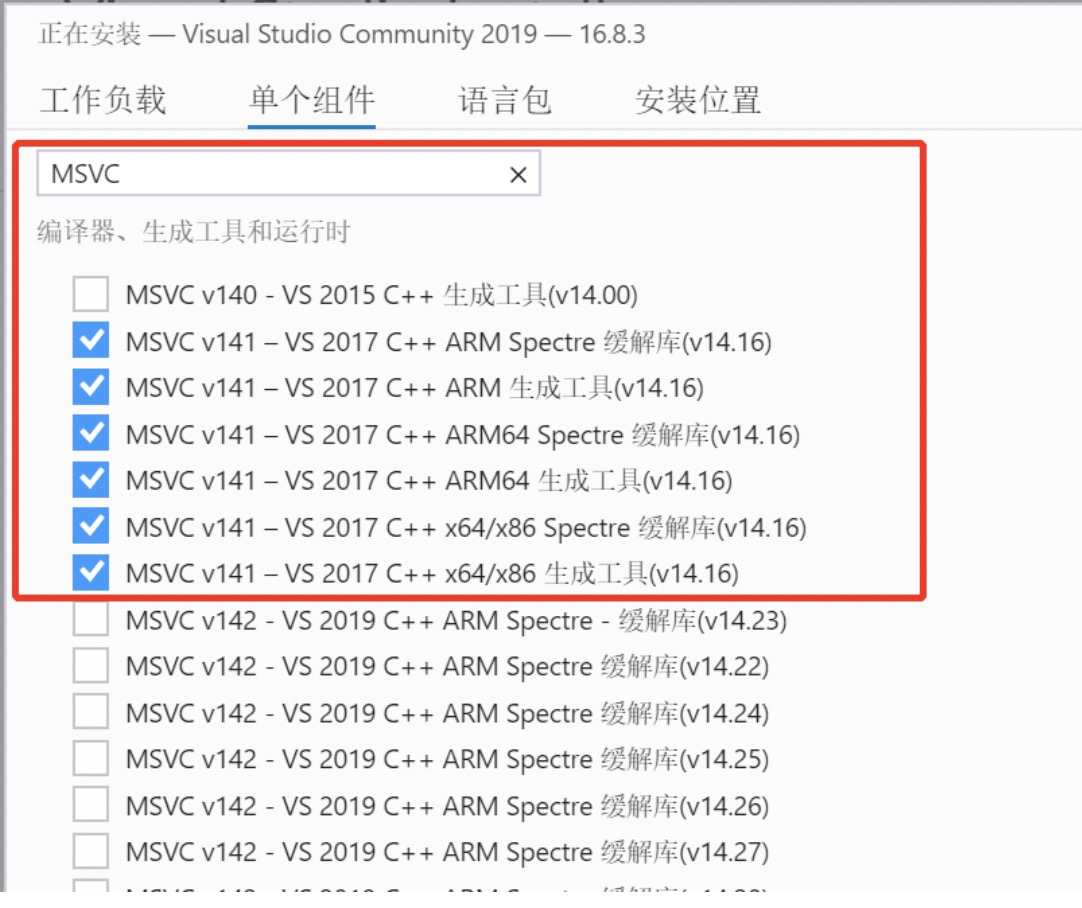 正在安装 — Visual Studio Community 2019 — 16.8.3
工作负载 单个组件 语言包 安装位置
MSVC ×
编译器、生成工具和运行时
MSVC v140 - VS 2015 C++ 生成工具(v14.00)
MSVC v141 – VS 2017 C++ ARM Spectre 缓解库(v14.16)
MSVC v141 – VS 2017 C++ ARM 生成工具(v14.16)
MSVC v141 – VS 2017 C++ ARM64 Spectre 缓解库(v14.16)
MSVC v141 – VS 2017 C++ ARM64 生成工具(v14.16)
MSVC v141 – VS 2017 C++ x64/x86 Spectre 缓解库(v14.16)
MSVC v141 – VS 2017 C++ x64/x86 生成工具(v14.16)
MSVC v142 - VS 2019 C++ ARM Spectre - 缓解库(v14.23)
MSVC v142 - VS 2019 C++ ARM Spectre 缓解库(v14.22)
MSVC v142 - VS 2019 C++ ARM Spectre 缓解库(v14.24)
MSVC v142 - VS 2019 C++ ARM Spectre 缓解库(v14.25)
MSVC v142 - VS 2019 C++ ARM Spectre 缓解库(v14.26)
MSVC v142 - VS 2019 C++ ARM Spectre 缓解库(v14.27)